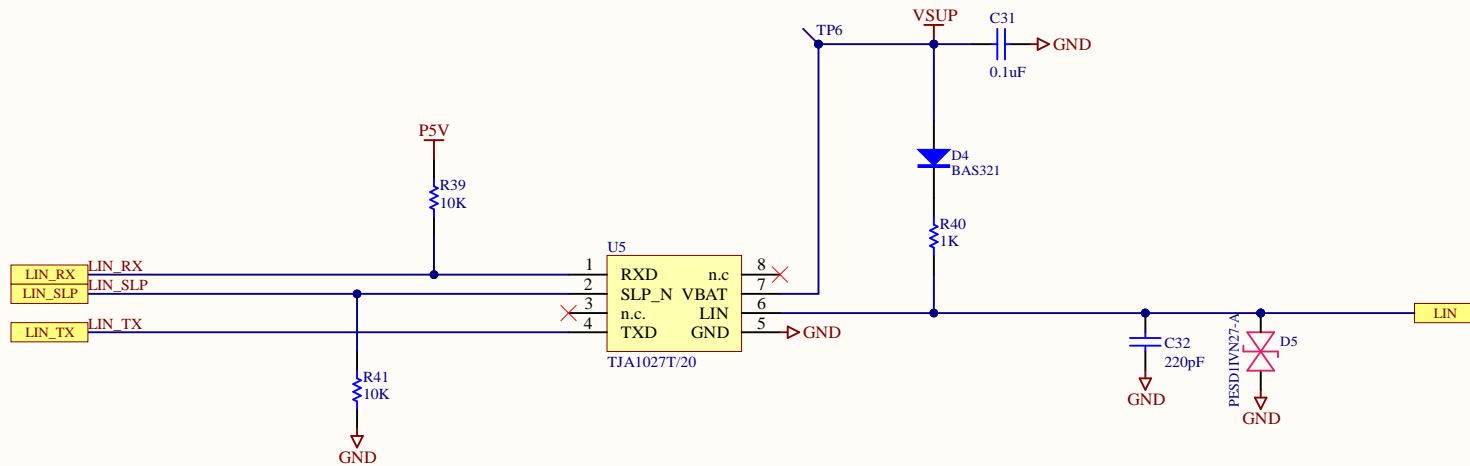 VSUP
C31
TP6
GND
0.1uF
P5V
D4
BAS321
R39
10K
R40
1K
U5
LIN_RX
LIN_RX
1
RXD
n.c
8
LIN_SLP
LIN_SLP
2
SLP_N
VBAT
7
3
n.c.
LIN
6
LIN
LIN_TX
LIN_TX
4
TXD
GND
5
GND
TJA1027T/20
C32
220pF
PESD1IVN27-A
D5
R41
10K
GND
GND
GND